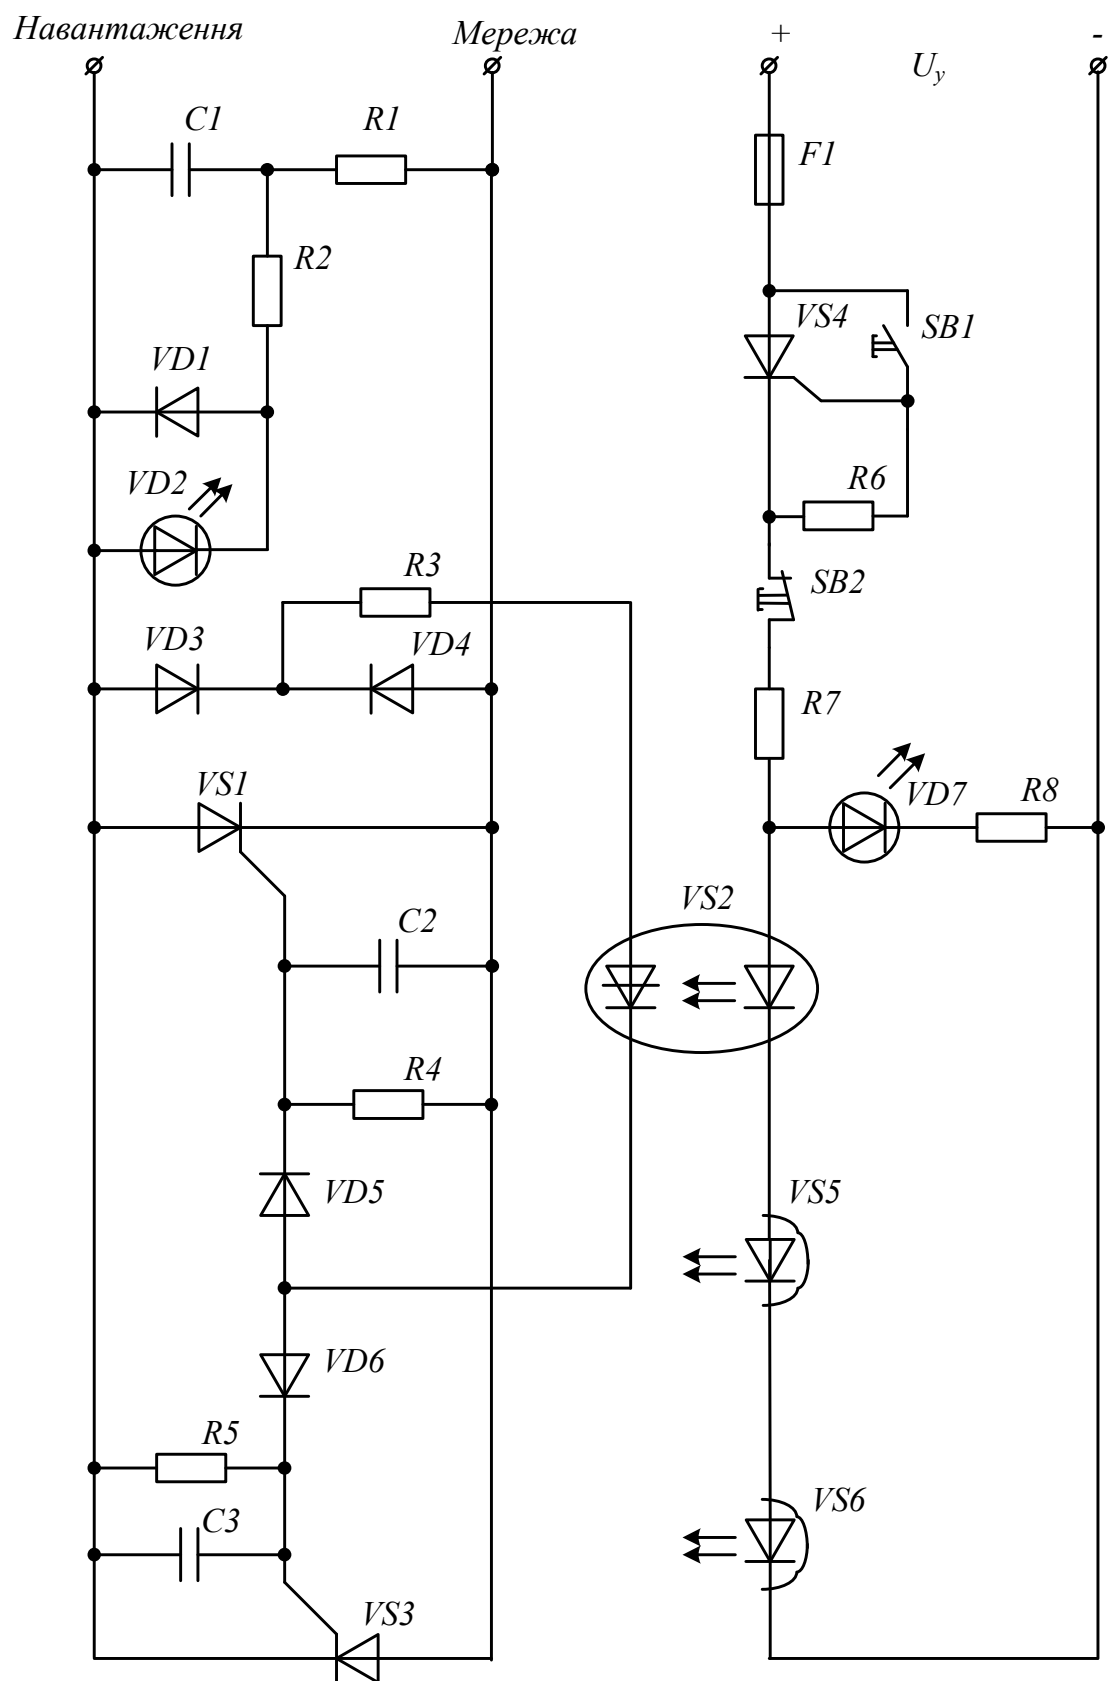 Навантаження
Мережа
+
-
Uу
C1
R1
F1
R2
VS4
SB1
VD1
VD2
R6
R3
SB2
VD3
VD4
R7
VS1
VD7
R8
VS2
C2
R4
VD5
VS5
VD6
R5
C3
VS6
VS3